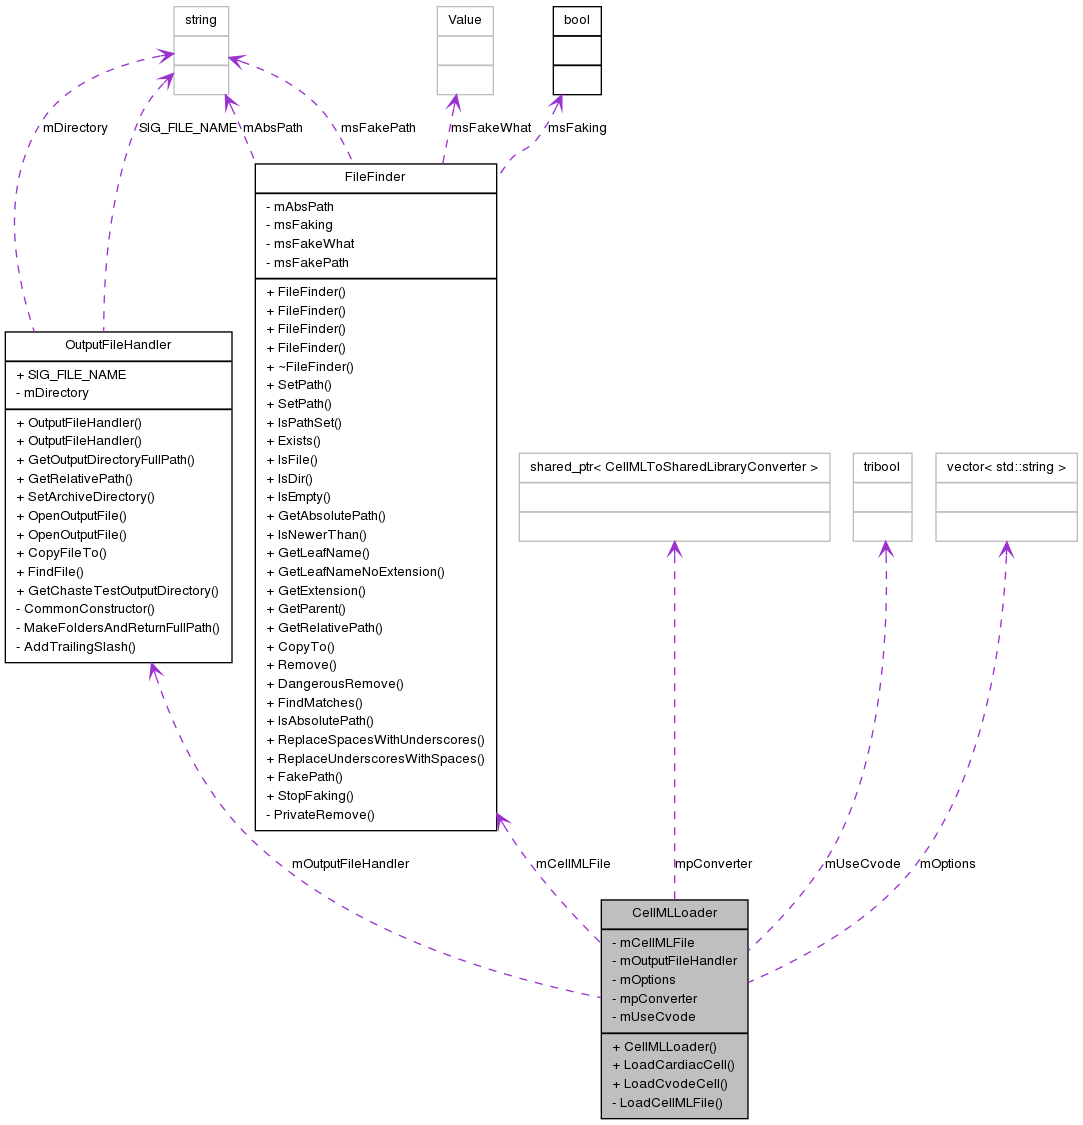 string
Value
bool
mDirectory
SIG_FILE_NAME
mAbsPath
msFakePath
msFakeWhat
msFaking
FileFinder
- mAbsPath
- msFaking
- msFakeWhat
- msFakePath
+ FileFinder()
+ FileFinder()
+ FileFinder()
+ FileFinder()
+ ~FileFinder()
+ SetPath()
+ SetPath()
+ IsPathSet()
+ Exists()
+ IsFile()
+ IsDir()
+ IsEmpty()
+ GetAbsolutePath()
+ IsNewerThan()
+ GetLeafName()
+ GetLeafNameNoExtension()
+ GetExtension()
+ GetParent()
+ GetRelativePath()
+ CopyTo()
+ Remove()
+ DangerousRemove()
+ FindMatches()
+ IsAbsolutePath()
+ ReplaceSpacesWithUnderscores()
+ ReplaceUnderscoresWithSpaces()
+ FakePath()
+ StopFaking()
- PrivateRemove()
OutputFileHandler
+ SIG_FILE_NAME
- mDirectory
+ OutputFileHandler()
+ OutputFileHandler()
+ GetOutputDirectoryFullPath()
+ GetRelativePath()
+ SetArchiveDirectory()
+ OpenOutputFile()
+ OpenOutputFile()
+ CopyFileTo()
+ FindFile()
+ GetChasteTestOutputDirectory()
- CommonConstructor()
- MakeFoldersAndReturnFullPath()
- AddTrailingSlash()
shared_ptr< CellMLToSharedLibraryConverter >
tribool
vector< std::string >
mOutputFileHandler
mCellMLFile
mpConverter
mUseCvode
mOptions
CellMLLoader
- mCellMLFile
- mOutputFileHandler
- mOptions
- mpConverter
- mUseCvode
+ CellMLLoader()
+ LoadCardiacCell()
+ LoadCvodeCell()
- LoadCellMLFile()